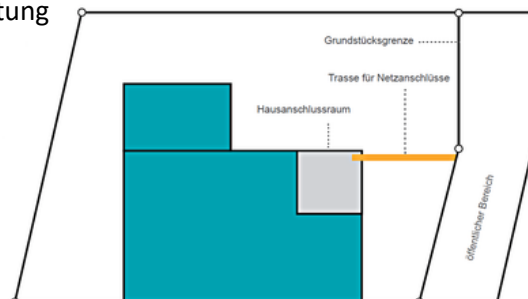 tung
Grundstücksgrenze
Trasse für Netzanschlüsse
Hausanschlussraum
öffentlicher Bereich